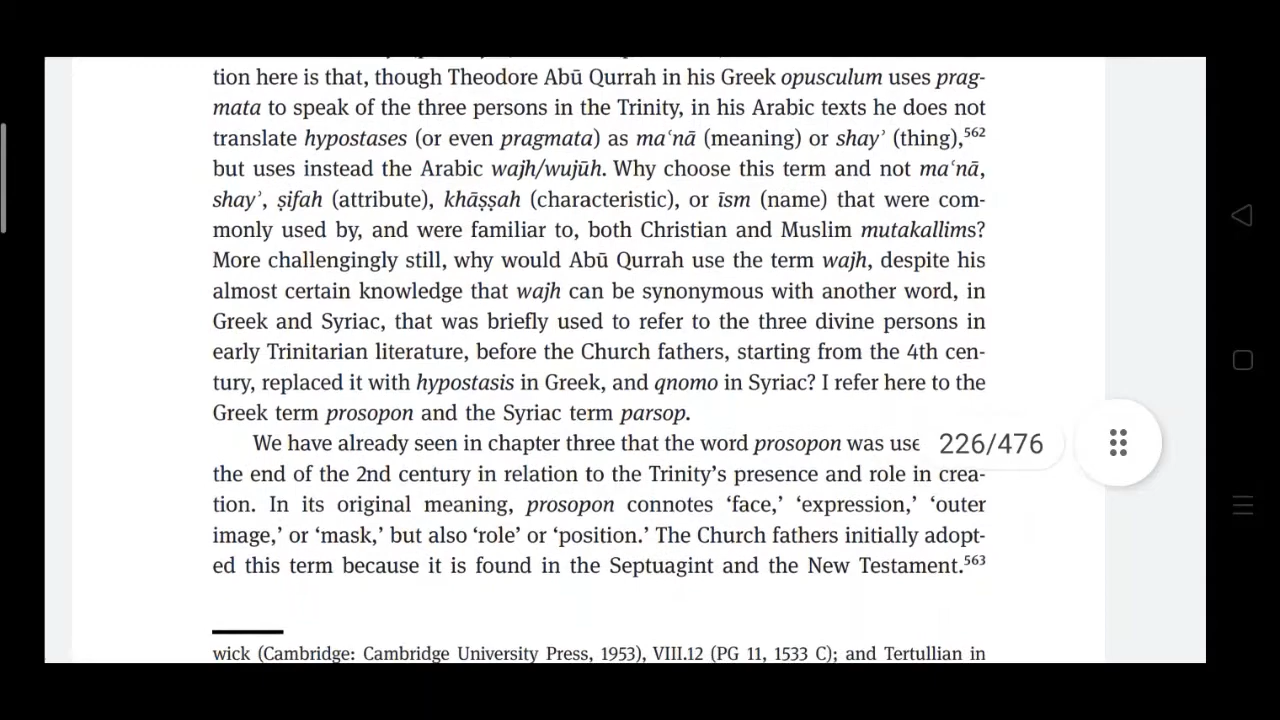 tion here is that, though Theodore Abū Qurrah in his Greek opusculum uses prag-
mata to speak of the three persons in the Trinity, in his Arabic texts he does not
translate hypostases (or even pragmata) as maʿnā (meaning) or shayʾ (thing),⁵⁶²
but uses instead the Arabic wajh/wujūh. Why choose this term and not maʿnā,
shayʾ, ṣifah (attribute), khāṣṣah (characteristic), or īsm (name) that were com-
monly used by, and were familiar to, both Christian and Muslim mutakallims?
More challengingly still, why would Abū Qurrah use the term wajh, despite his
almost certain knowledge that wajh can be synonymous with another word, in
Greek and Syriac, that was briefly used to refer to the three divine persons in
early Trinitarian literature, before the Church fathers, starting from the 4th cen-
tury, replaced it with hypostasis in Greek, and qnomo in Syriac? I refer here to the
Greek term prosopon and the Syriac term parsop.
We have already seen in chapter three that the word prosopon was use
226/476
the end of the 2nd century in relation to the Trinity’s presence and role in crea-
tion. In its original meaning, prosopon connotes ‘face,’ ‘expression,’ ‘outer
image,’ or ‘mask,’ but also ‘role’ or ‘position.’ The Church fathers initially adopt-
ed this term because it is found in the Septuagint and the New Testament.⁵⁶³
wick (Cambridge: Cambridge University Press, 1953), VIII.12 (PG 11, 1533 C); and Tertullian in